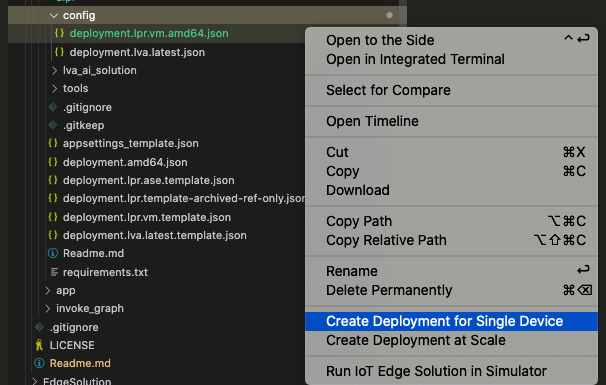 config
deployment.lpr.vm.amd64.json
deployment.lva.latest.json
lva_ai_solution
tools
.gitignore
.gitkeep
appsettings_template.json
deployment.amd64.json
deployment.lpr.ase.template.json
deployment.lpr.template-archived-ref-only.json
deployment.lpr.vm.template.json
deployment.lva.latest.template.json
Readme.md
requirements.txt
app
invoke_graph
.gitignore
LICENSE
Readme.md
EdgeSolution
Open to the Side ⌃↩
Open in Integrated Terminal
Select for Compare
Open Timeline
Cut ⌘X
Copy ⌘C
Download
Copy Path ⌥⌘C
Copy Relative Path ⌥⇧⌘C
Rename ↩
Delete Permanently ⌘⌫
Create Deployment for Single Device
Create Deployment at Scale
Run IoT Edge Solution in Simulator